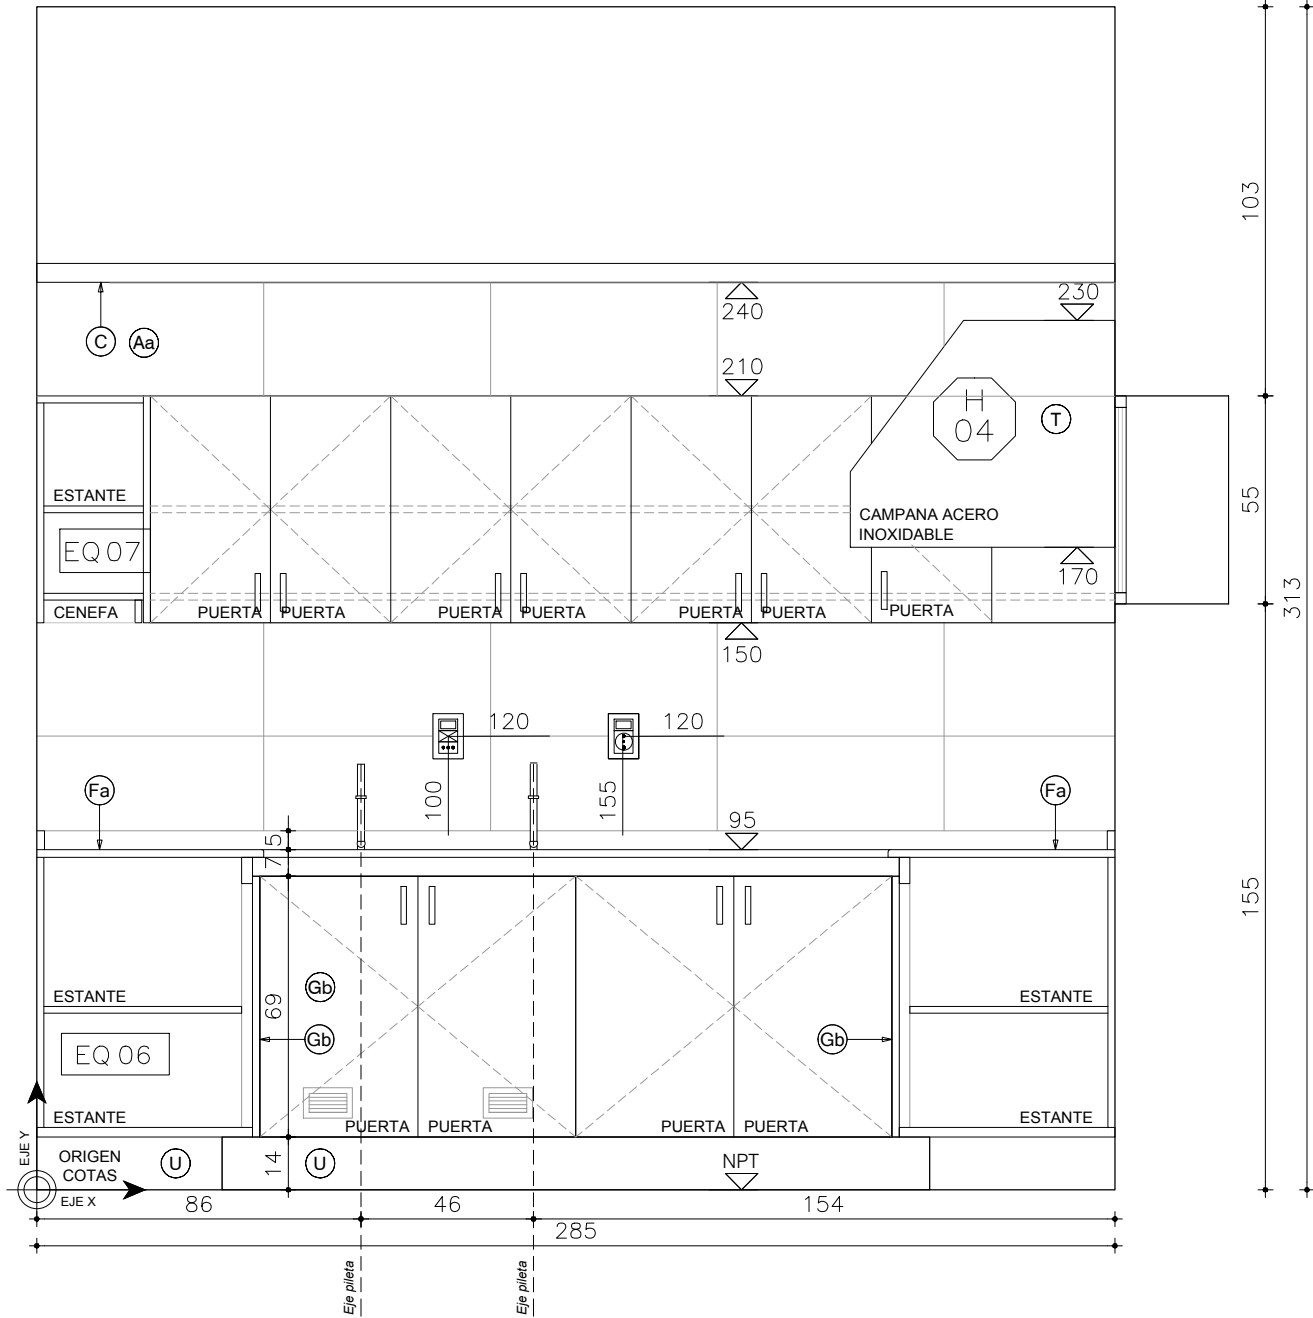 103
230
240
C
Aa
210
H
04
T
ESTANTE
CAMPANA ACERO
INOXIDABLE
55
EQ 07
170
313
CENEFA
PUERTA
PUERTA
PUERTA
PUERTA
PUERTA
PUERTA
PUERTA
150
120
120
100
155
Fa
Fa
95
5
7
155
Gb
69
ESTANTE
ESTANTE
Gb
Gb
EQ 06
ESTANTE
PUERTA
PUERTA
PUERTA
PUERTA
ESTANTE
EJE Y
ORIGEN
COTAS
U
14
U
NPT
EJE X
86
46
154
285
Eje pileta
Eje pileta